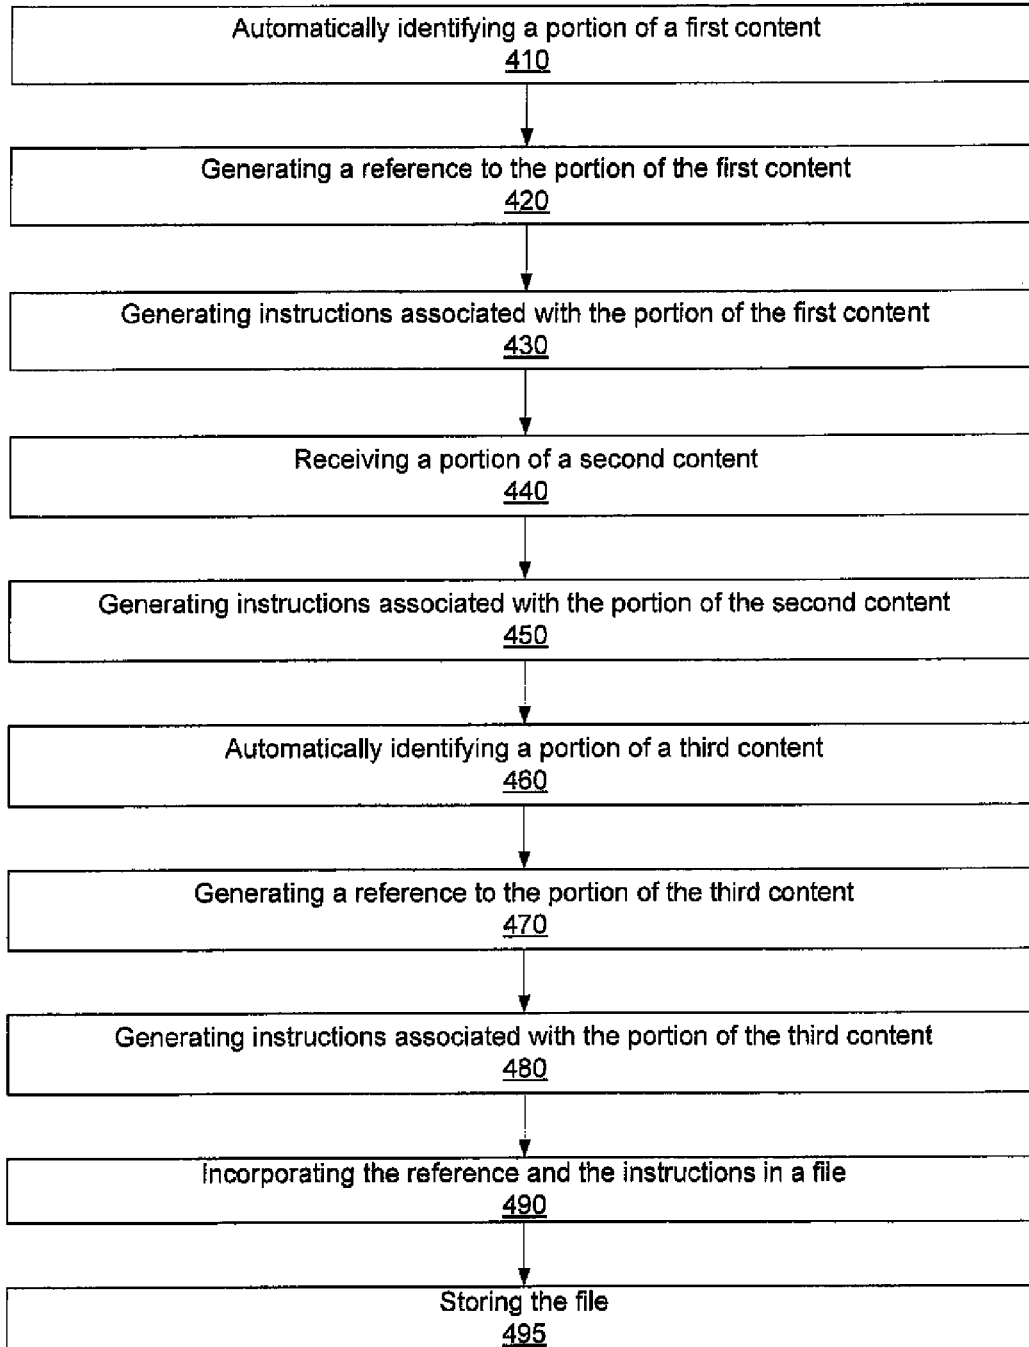 Automatically identifying a portion of a first content
410
Generating a reference to the portion of the first content
420
Generating instructions associated with the portion of the first content
430
Receiving a portion of a second content
440
Generating instructions associated with the portion of the second content
450
Automatically identifying a portion of a third content
460
Generating a reference to the portion of the third content
470
Generating instructions associated with the portion of the third content
480
Incorporating the reference and the instructions in a file
490
Storing the file
495